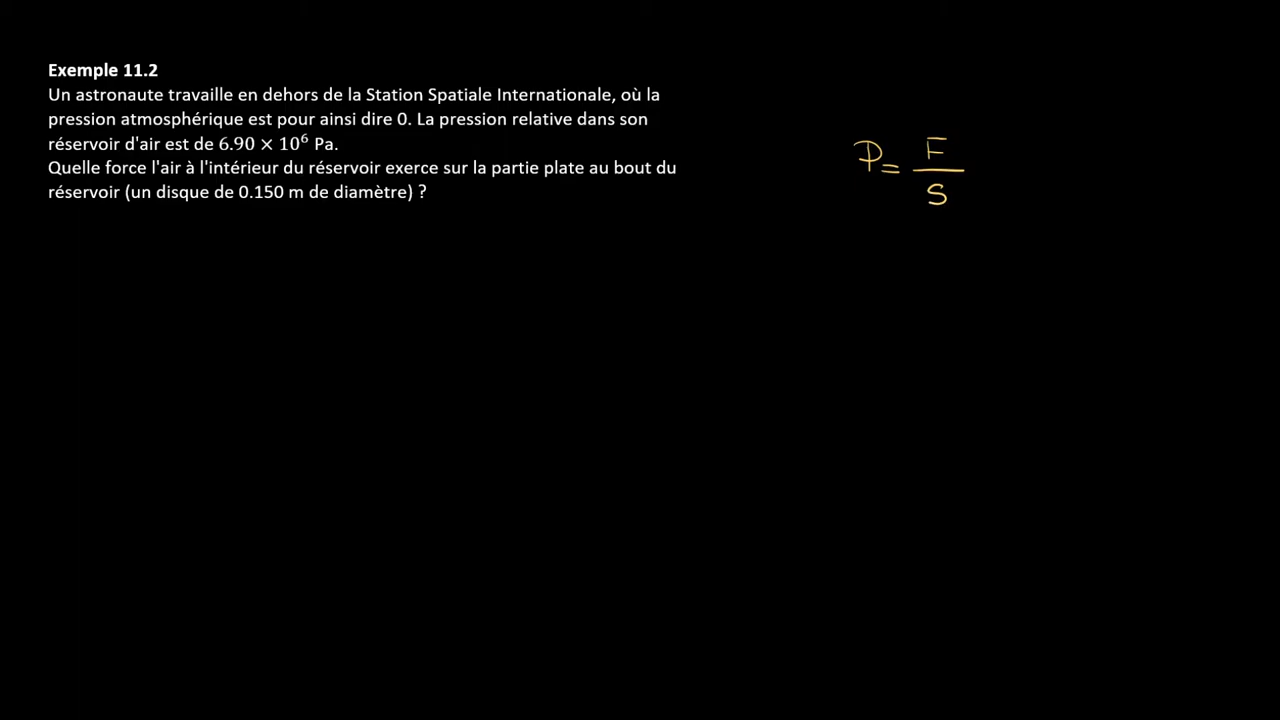 Exemple 11.2
Un astronaute travaille en dehors de la Station Spatiale Internationale, où la
pression atmosphérique est pour ainsi dire 0. La pression relative dans son
réservoir d'air est de 6.90 × 10⁶ Pa.
Quelle force l'air à l'intérieur du réservoir exerce sur la partie plate au bout du
réservoir (un disque de 0.150 m de diamètre) ?
P = F / S